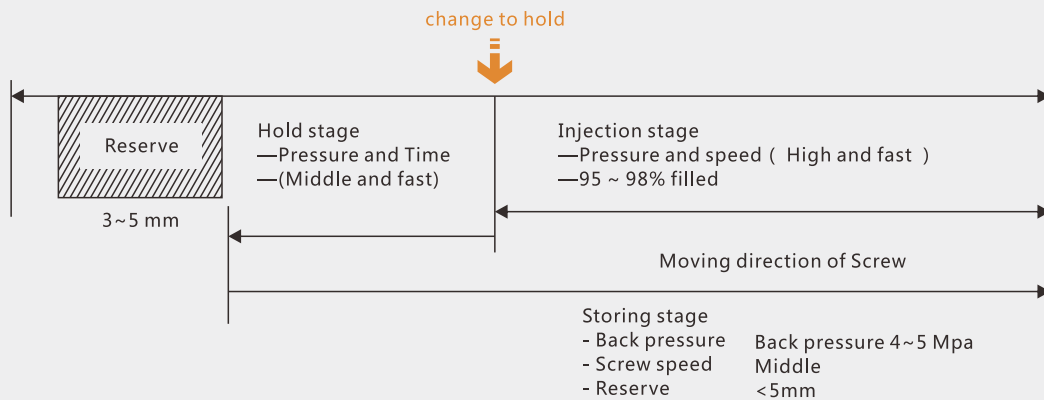 change to hold
Reserve
3~5 mm
Hold stage
—Pressure and Time
—(Middle and fast)
Injection stage
—Pressure and speed ( High and fast )
—95 ~ 98% filled
Moving direction of Screw
Storing stage
- Back pressure Back pressure 4~5 Mpa
- Screw speed Middle
- Reserve <5mm